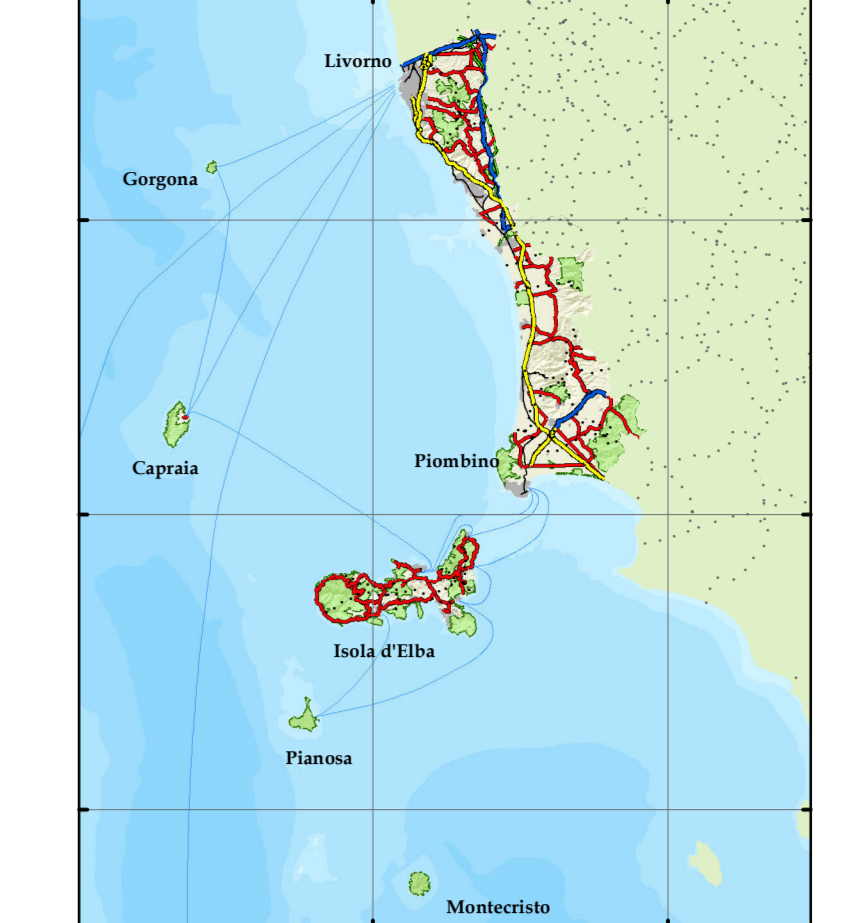 Livorno
Gorgona
Capraia
Piombino
Isola d'Elba
Pianosa
Montecristo